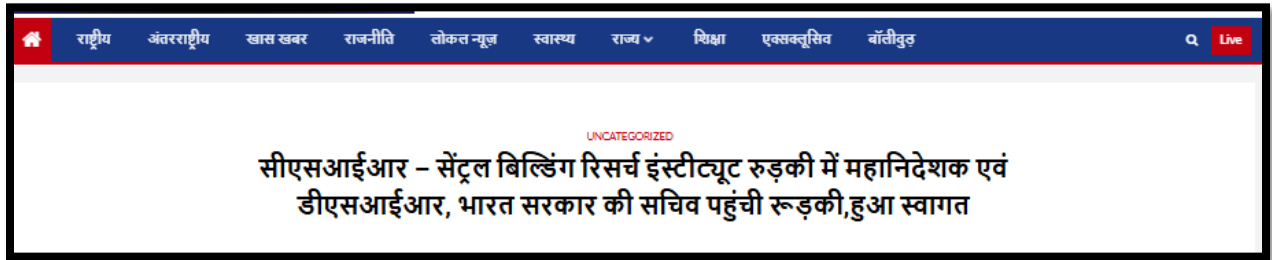 राष्ट्रीय अंतरराष्ट्रीय खास खबर राजनीति लोकल न्यूज़ स्वास्थ्य राज्य शिक्षा एक्सक्लूसिव बॉलीवुड Live
UNCATEGORIZED
सीएसआईआर – सेंट्रल बिल्डिंग रिसर्च इंस्टीट्यूट रुड़की में महानिदेशक एवं
डीएसआईआर, भारत सरकार की सचिव पहुंची रूड़की,हुआ स्वागत